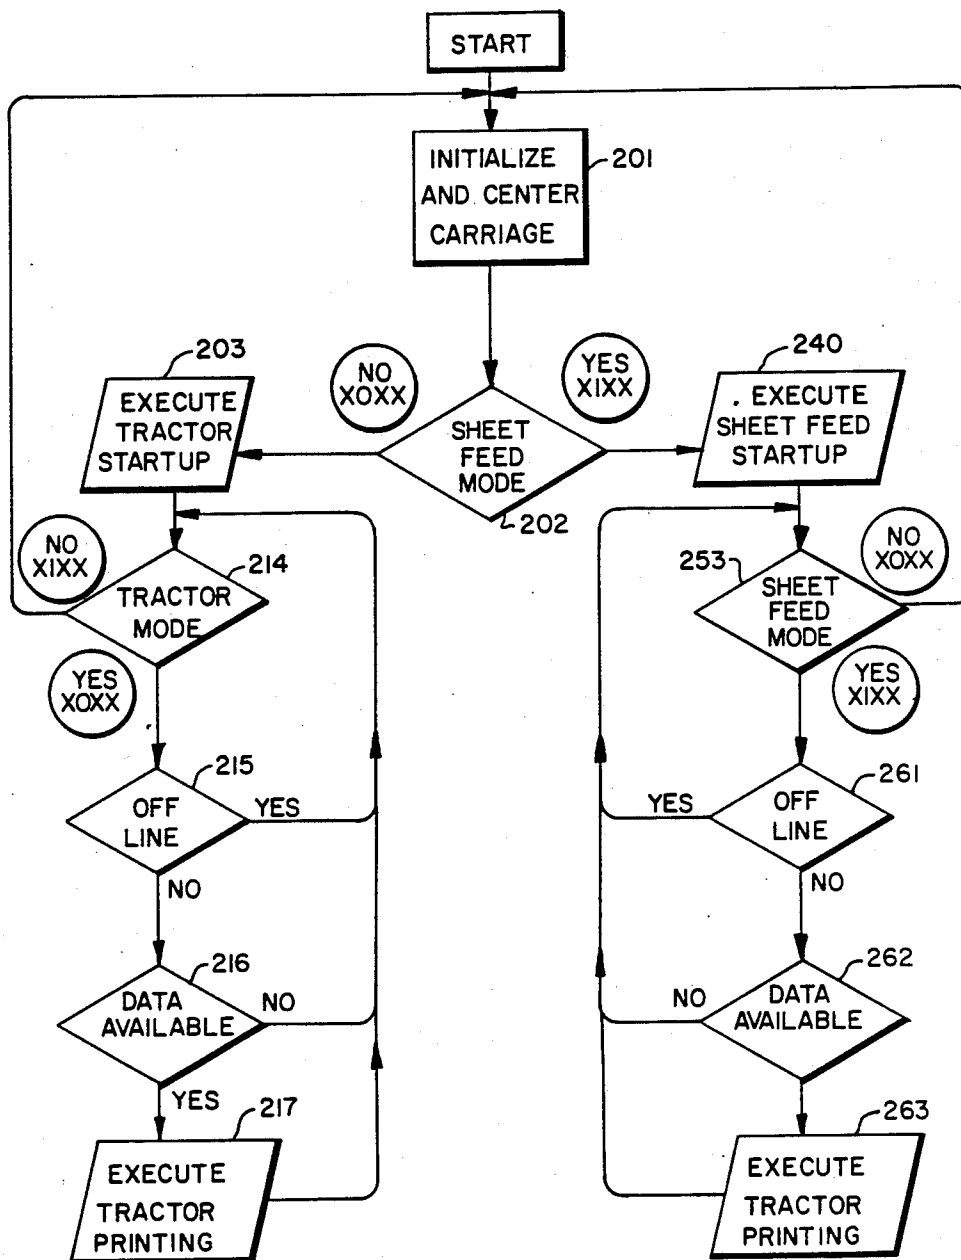 START
INITIALIZE
AND CENTER
CARRIAGE
201
NO
XOXX
YES
XIXX
SHEET
FEED
MODE
202
203
EXECUTE
TRACTOR
STARTUP
240
. EXECUTE
SHEET FEED
STARTUP
NO
XIXX
214
TRACTOR
MODE
YES
XOXX
215
OFF
LINE
YES
NO
216
DATA
AVAILABLE
NO
YES
217
EXECUTE
TRACTOR
PRINTING
253
SHEET
FEED
MODE
NO
XOXX
YES
XIXX
261
OFF
LINE
YES
NO
262
DATA
AVAILABLE
NO
263
EXECUTE
TRACTOR
PRINTING